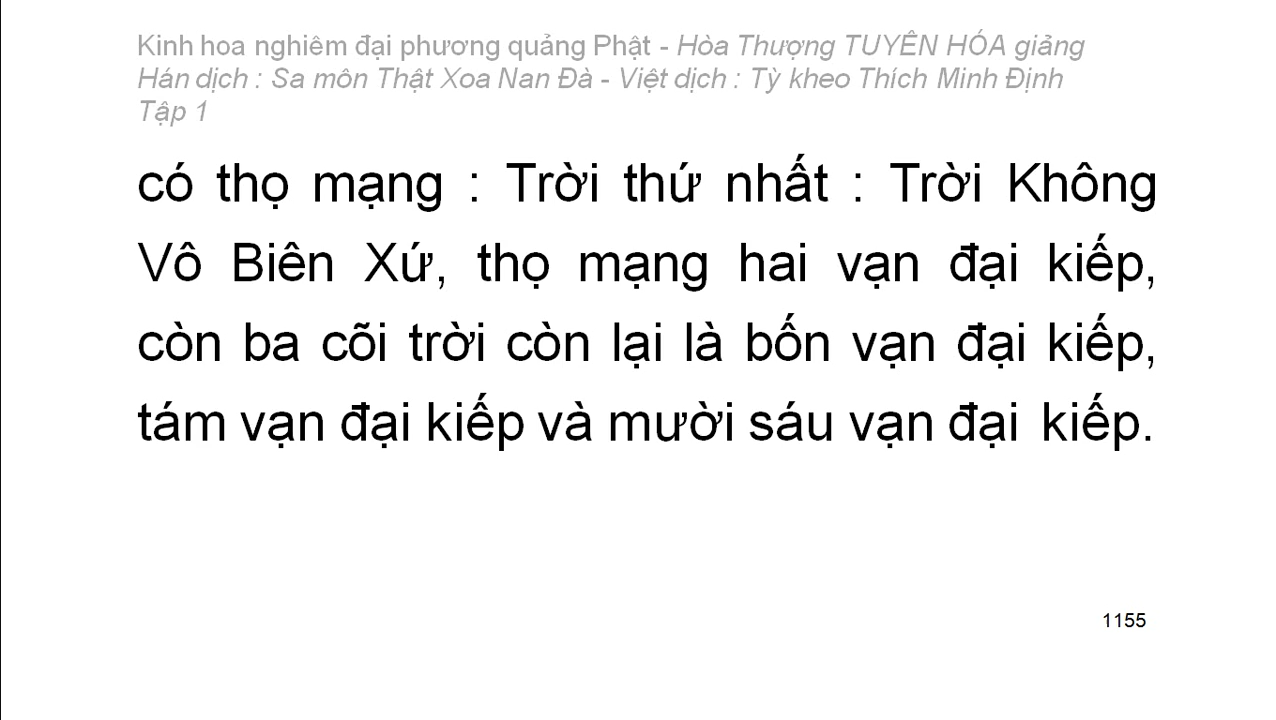 Kinh hoa nghiêm đại phương quảng Phật - Hòa Thượng TUYÊN HÓA giảng
Hán dịch : Sa môn Thật Xoa Nan Đà - Việt dịch : Tỳ kheo Thích Minh Định
Tập 1
có thọ mạng : Trời thứ nhất : Trời Không
Vô Biên Xứ, thọ mạng hai vạn đại kiếp,
còn ba cõi trời còn lại là bốn vạn đại kiếp,
tám vạn đại kiếp và mười sáu vạn đại kiếp.
1155